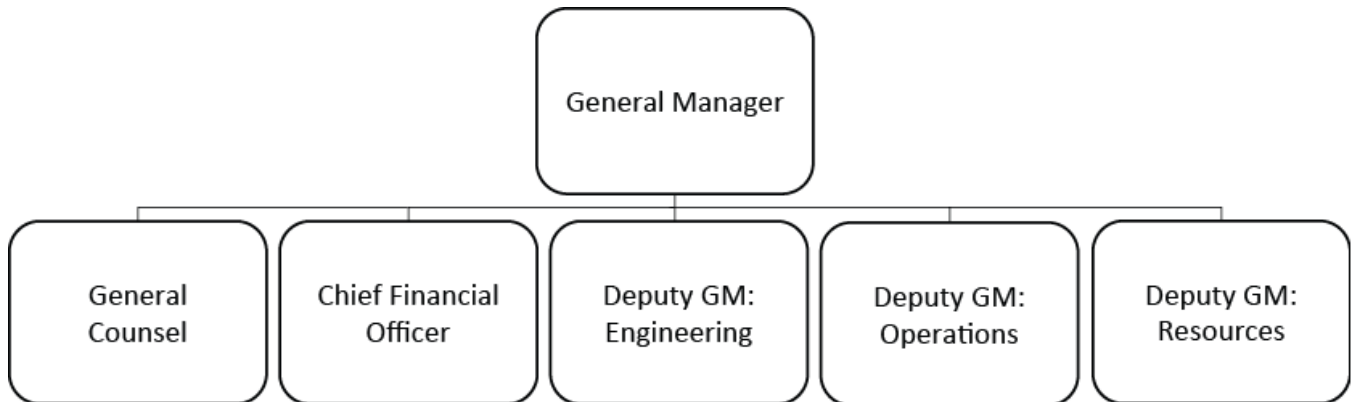 General Manager
General
Counsel
Chief Financial
Officer
Deputy GM:
Engineering
Deputy GM:
Operations
Deputy GM:
Resources